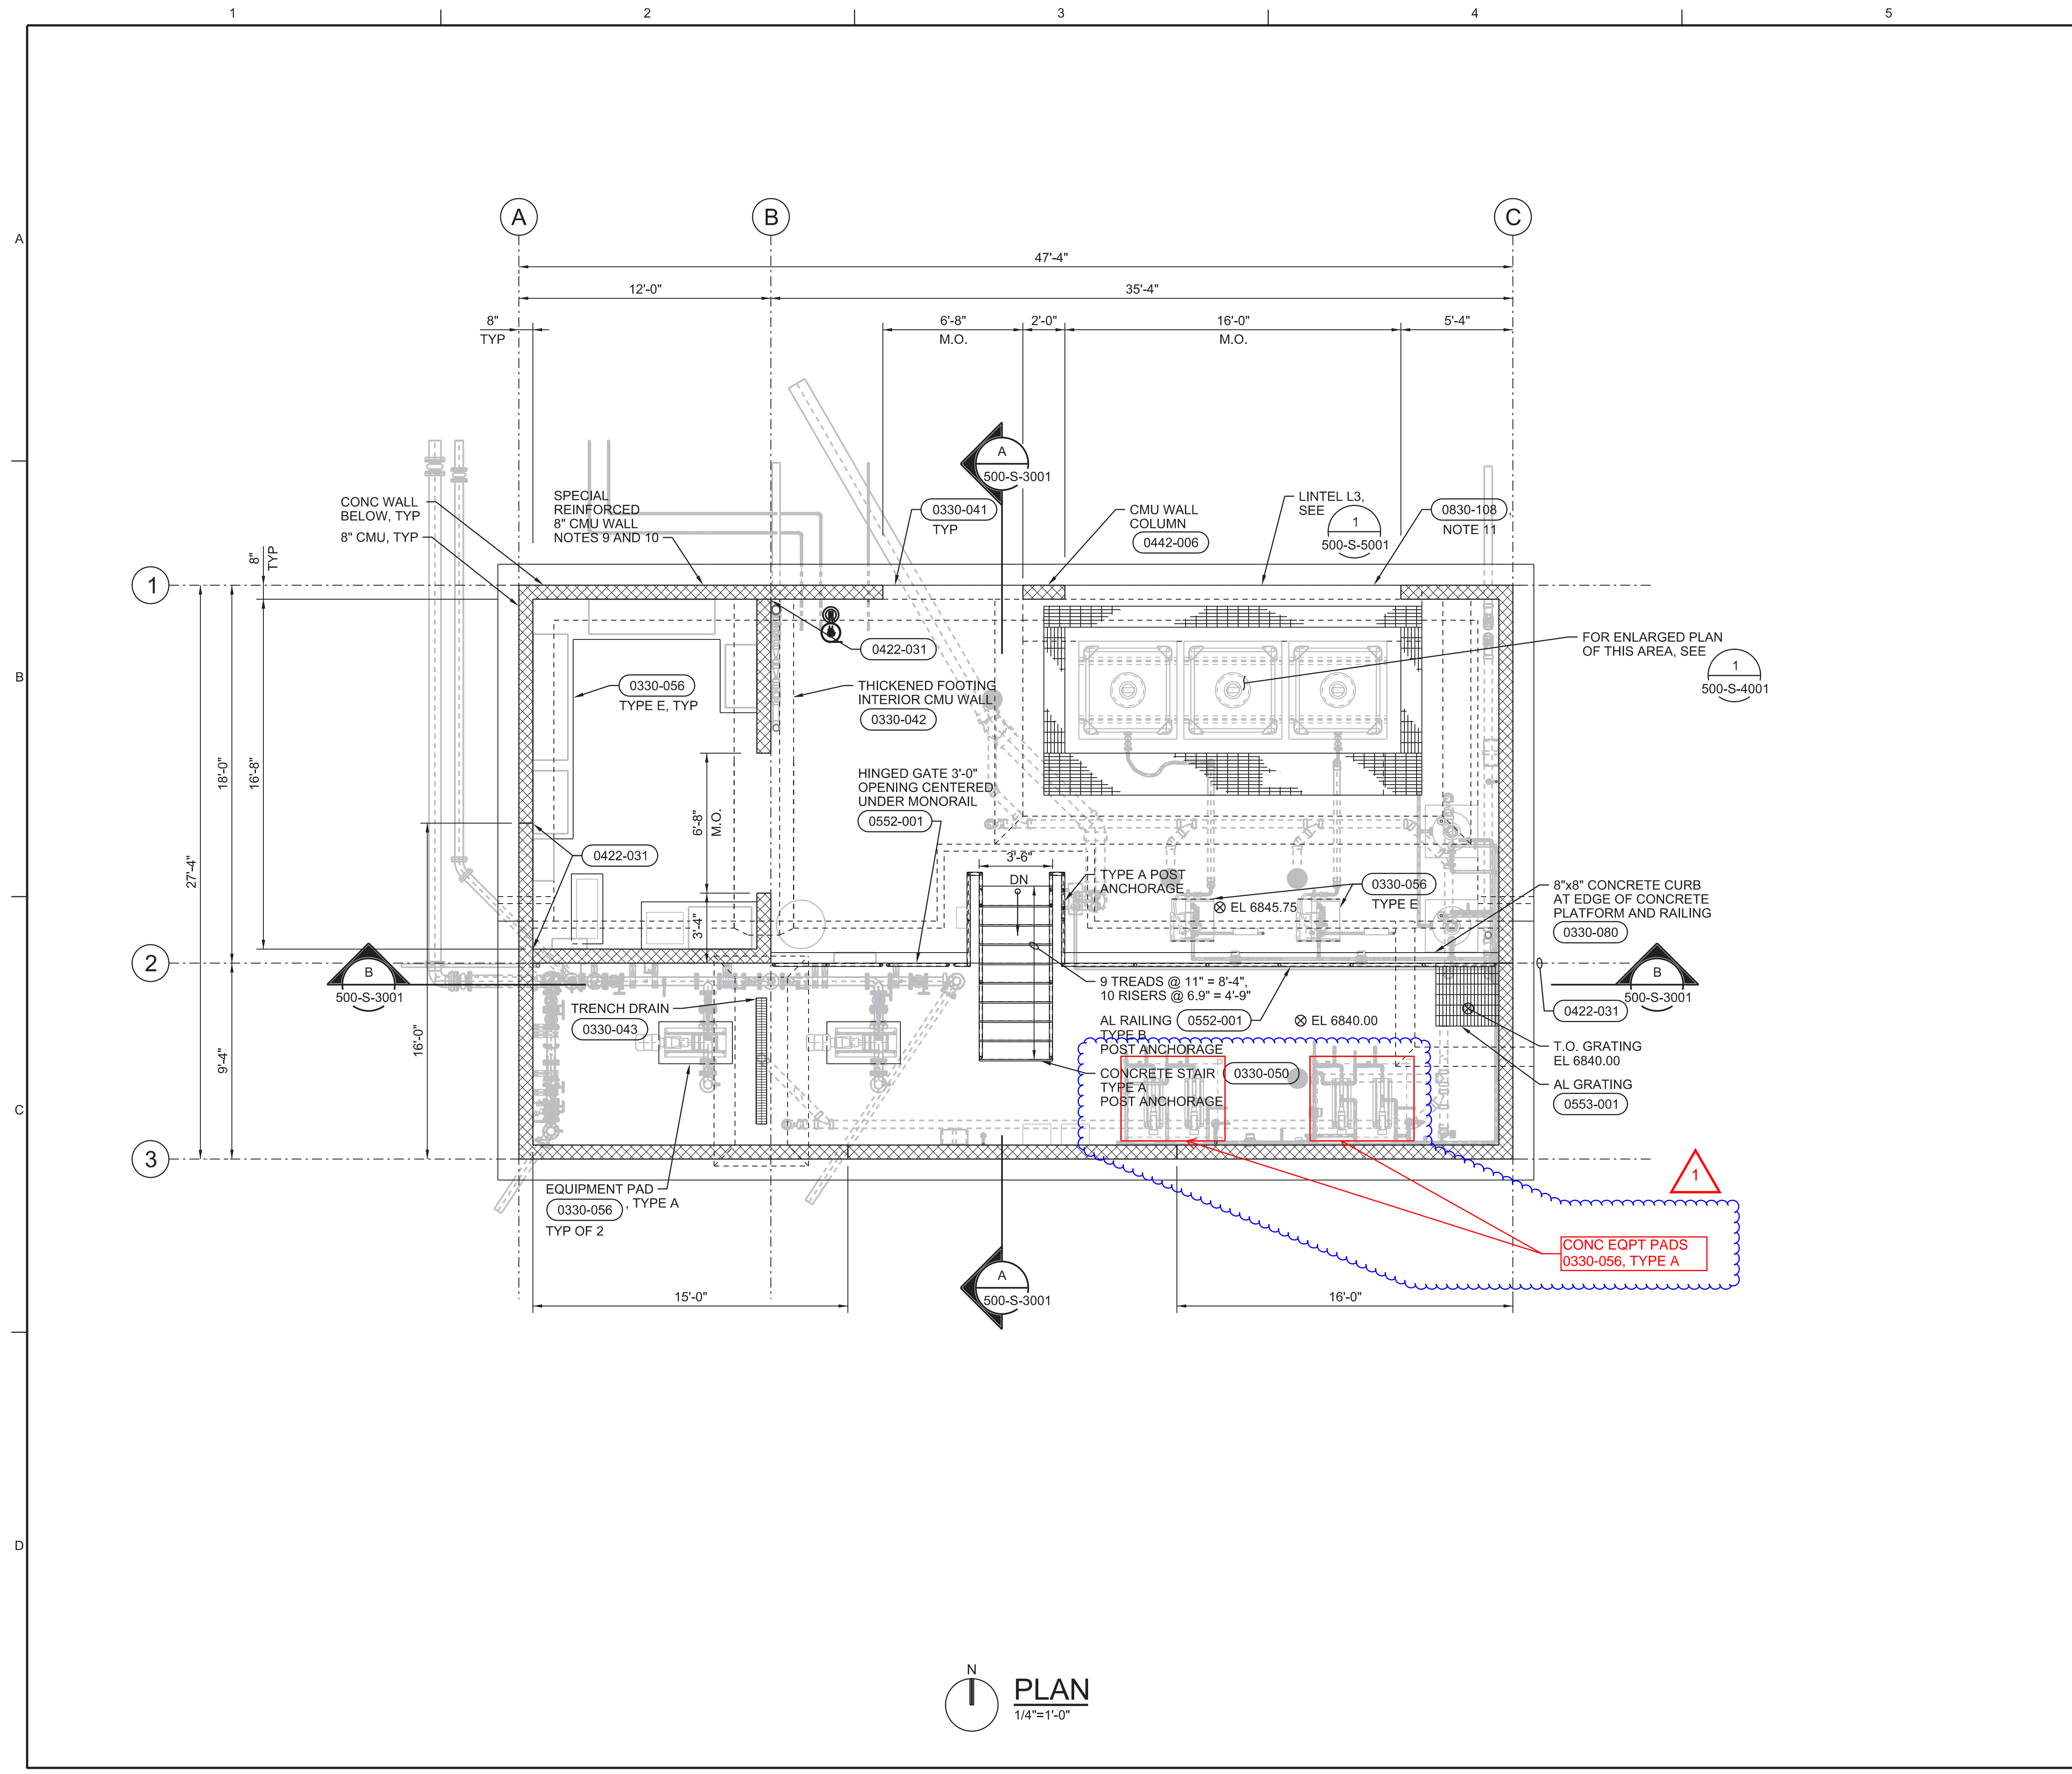 1
2
3
4
5
A
B
C
D
A
B
C
47'-4"
12'-0"
35'-4"
8"
TYP
6'-8"
M.O.
2'-0"
16'-0"
M.O.
5'-4"
A
500-S-3001
CONC WALL
BELOW, TYP
8" CMU, TYP
SPECIAL
REINFORCED
8" CMU WALL
NOTES 9 AND 10
0330-041
TYP
CMU WALL
COLUMN
0442-006
LINTEL L3,
SEE
1
500-S-5001
0830-108,
NOTE 11
8"
TYP
1
0422-031
FOR ENLARGED PLAN
OF THIS AREA, SEE
1
500-S-4001
0330-056
TYPE E, TYP
THICKENED FOOTING
INTERIOR CMU WALL
0330-042
18'-0"
16'-8"
27'-4"
HINGED GATE 3'-0"
OPENING CENTERED
UNDER MONORAIL
0552-001
6'-8"
M.O.
0422-031
3'-6"
DN
TYPE A POST
ANCHORAGE
0330-056
TYPE E
EL 6845.75
8"x8" CONCRETE CURB
AT EDGE OF CONCRETE
PLATFORM AND RAILING
0330-080
3'-4"
2
B
500-S-3001
B
500-S-3001
9 TREADS @ 11" = 8'-4",
10 RISERS @ 6.9" = 4'-9"
TRENCH DRAIN
0330-043
AL RAILING 0552-001
TYPE B
POST ANCHORAGE
EL 6840.00
0422-031
T.O. GRATING
EL 6840.00
AL GRATING
0553-001
16'-0"
9'-4"
CONCRETE STAIR 0330-050
TYPE A
POST ANCHORAGE
3
EQUIPMENT PAD
0330-056, TYPE A
TYP OF 2
1
CONC EQPT PADS
0330-056, TYPE A
15'-0"
A
500-S-3001
16'-0"
N
PLAN
1/4"=1'-0"